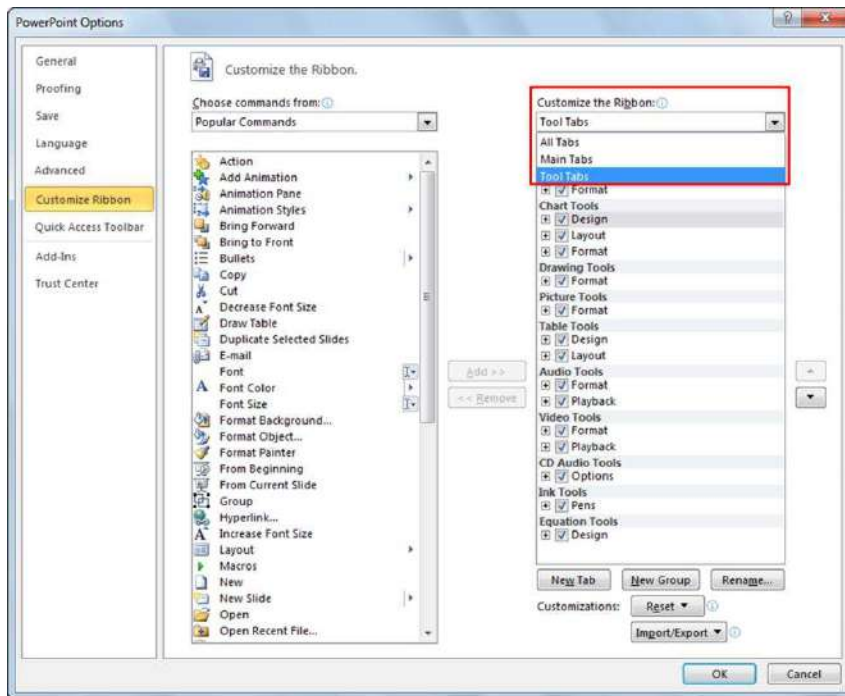 PowerPoint Options
General
Proofing
Save
Language
Advanced
Customize Ribbon
Quick Access Toolbar
Add-Ins
Trust Center
Customize the Ribbon.
Choose commands from:
Popular Commands
Action
Add Animation
Animation Pane
Animation Styles
Bring Forward
Bring to Front
Bullets
Copy
Cut
Decrease Font Size
Draw Table
Duplicate Selected Slides
E-mail
Font
Font Color
Font Size
Format Background...
Format Object...
Format Painter
From Beginning
From Current Slide
Group
Hyperlink...
Increase Font Size
Layout
Macros
New
New Slide
Open
Open Recent File...
Add >>
<< Remove
Customize the Ribbon:
Tool Tabs
All Tabs
Main Tabs
Tool Tabs
Format
Chart Tools
Design
Layout
Format
Drawing Tools
Format
Picture Tools
Format
Table Tools
Design
Layout
Audio Tools
Format
Playback
Video Tools
Format
Playback
CD Audio Tools
Options
Ink Tools
Pens
Equation Tools
Design
New Tab
New Group
Rename...
Customizations:
Reset
Import/Export
OK
Cancel